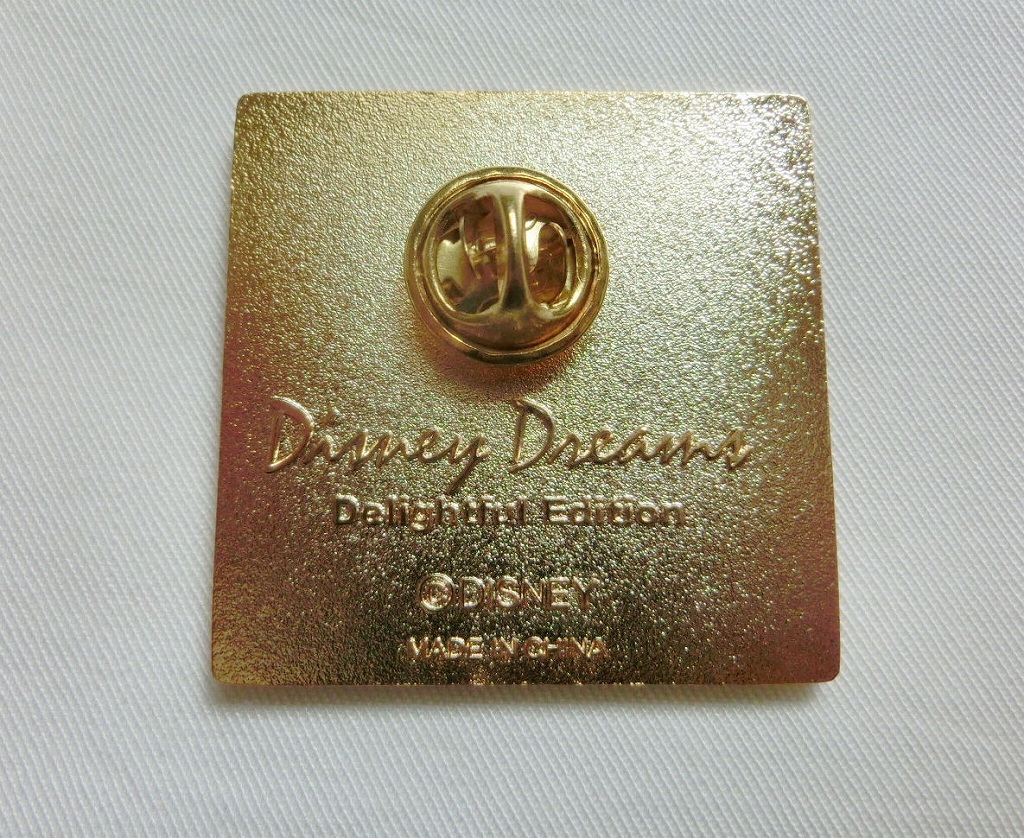 Disney Dreams
Delightful Edition
©DISNEY
MADE IN CHINA